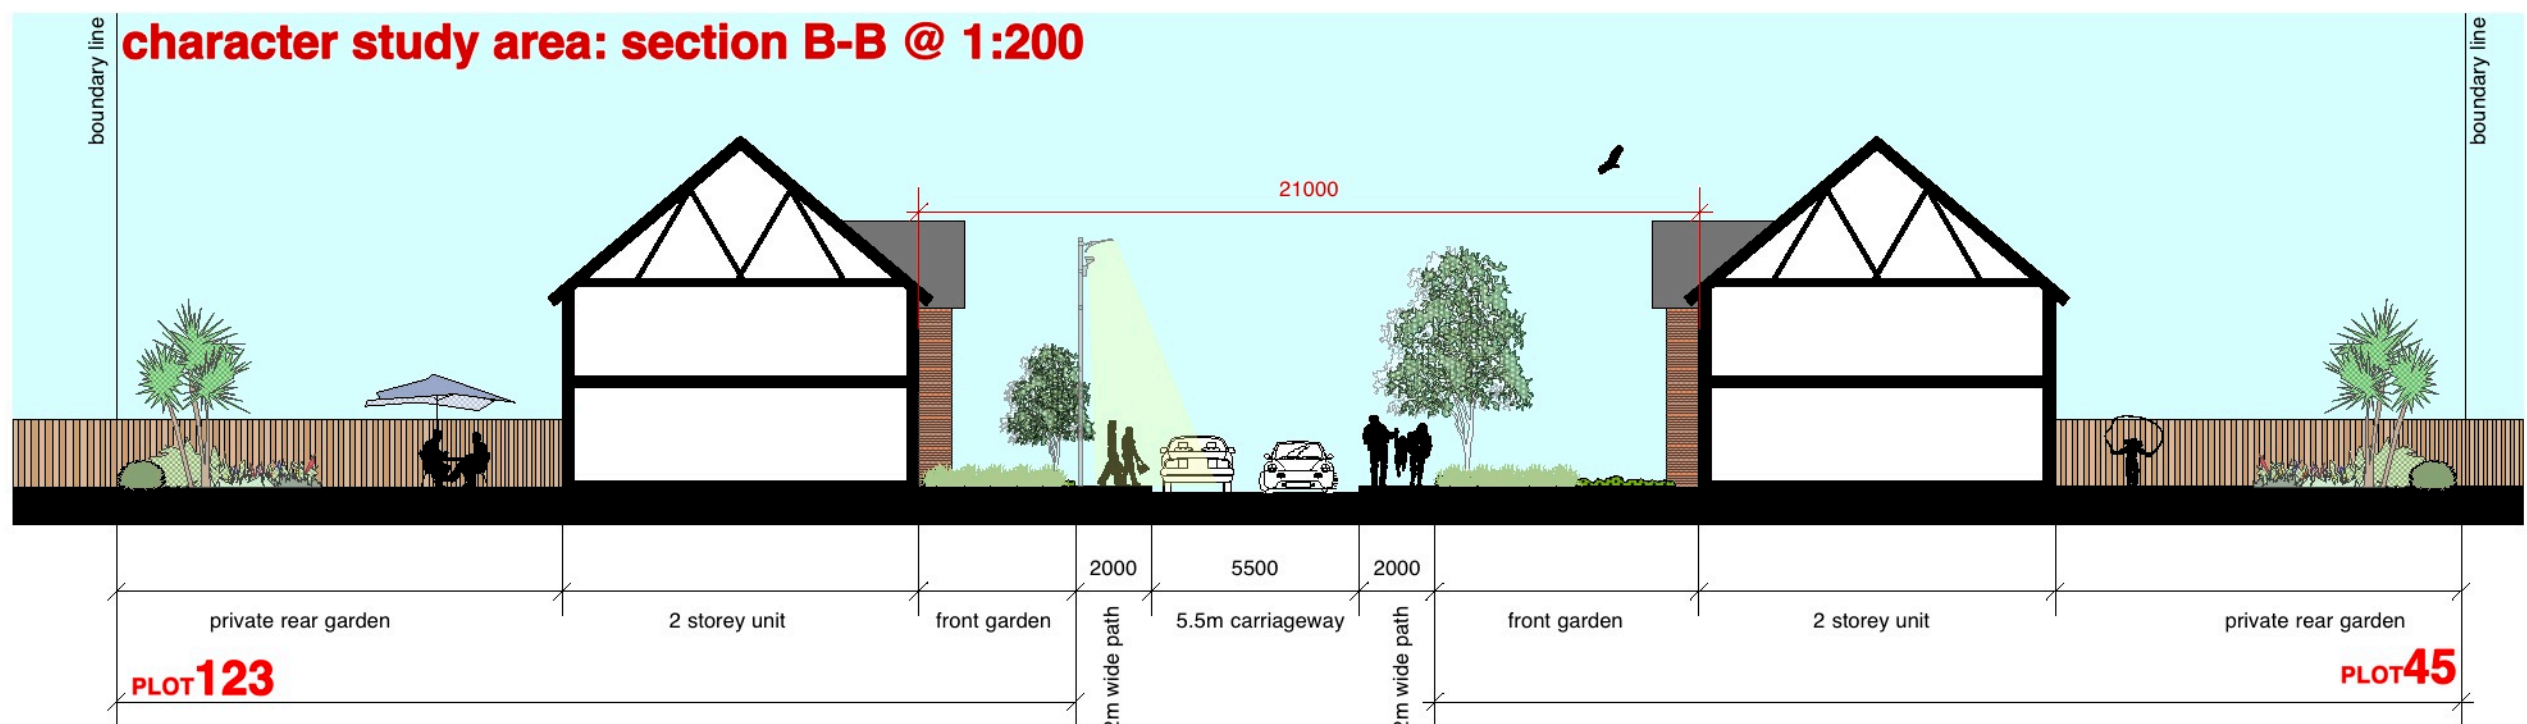 boundary line
character study area: section B-B @ 1:200
boundary line
21000
2000
5500
2000
private rear garden
2 storey unit
front garden
2m wide path
5.5m carriageway
2m wide path
front garden
2 storey unit
private rear garden
PLOT123
PLOT45